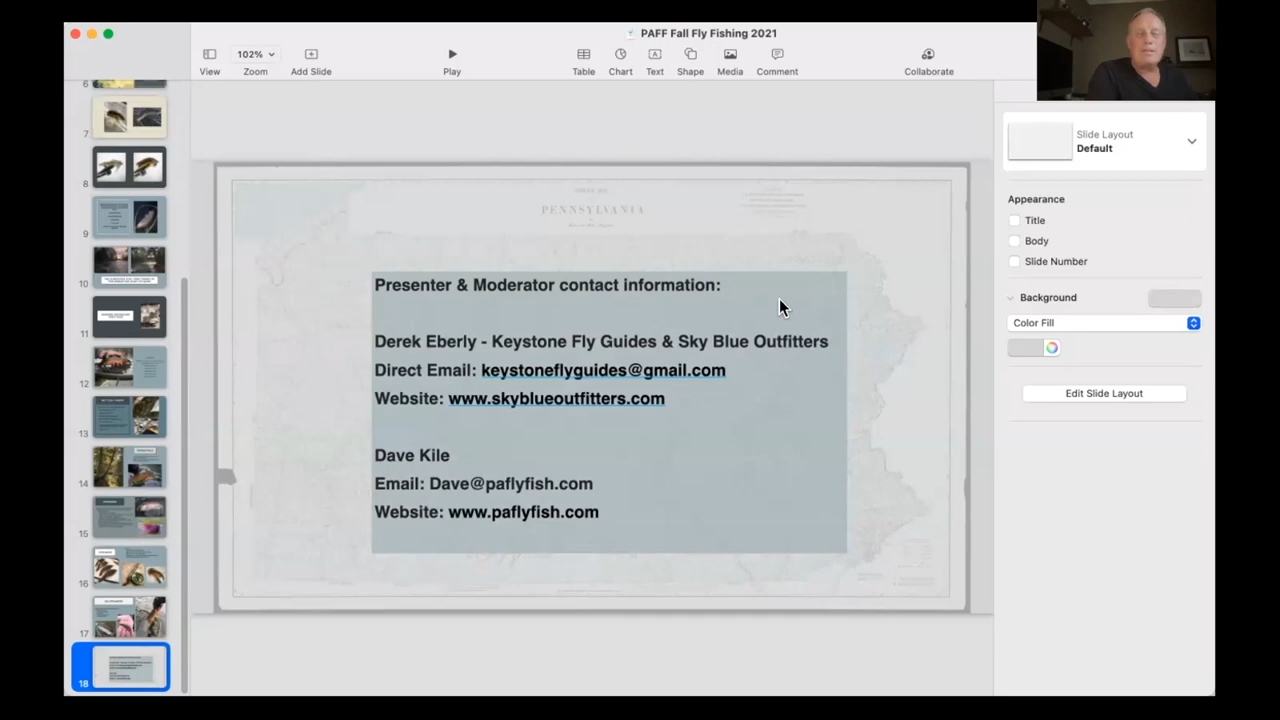 PAFF Fall Fly Fishing 2021
102%
View
Zoom
Add Slide
Play
Table
Chart
Text
Shape
Media
Comment
Collaborate
6
7
8
9
10
11
12
13
14
15
16
17
18
PENNSYLVANIA
Presenter & Moderator contact information:
Derek Eberly - Keystone Fly Guides & Sky Blue Outfitters
Direct Email: keystoneflyguides@gmail.com
Website: www.skyblueoutfitters.com
Dave Kile
Email: Dave@paflyfish.com
Website: www.paflyfish.com
Slide Layout
Default
Appearance
Title
Body
Slide Number
Background
Color Fill
Edit Slide Layout